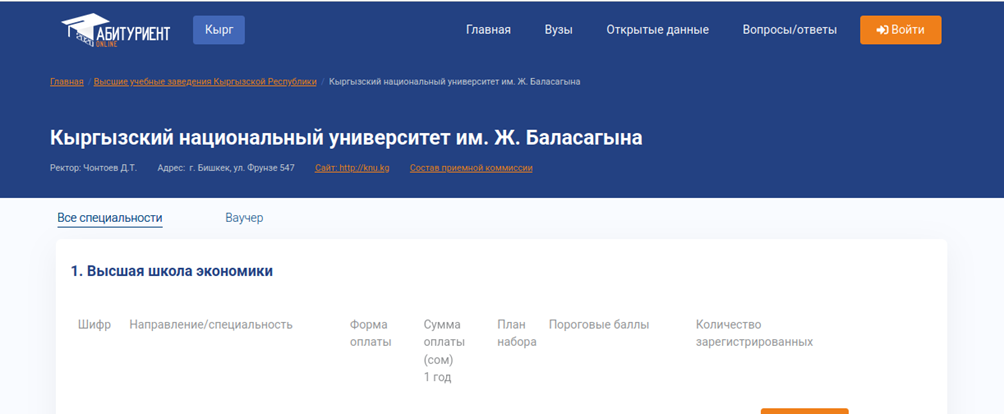 АБИТУРИЕНТ
ONLINE
Кырг
Главная
Вузы
Открытые данные
Вопросы/ответы
Войти
Главная / Высшие учебные заведения Кыргызской Республики / Кыргызский национальный университет им. Ж. Баласагына
Кыргызский национальный университет им. Ж. Баласагына
Ректор: Чонтоев Д.Т. Адрес: г. Бишкек, ул. Фрунзе 547 Сайт: http://knu.kg Состав приемной коммиссии
Все специальности Ваучер
1. Высшая школа экономики
Шифр
Направление/специальность
Форма
оплаты
Сумма
оплаты
(сом)
1 год
План
набора
Пороговые баллы
Количество
зарегистрированных